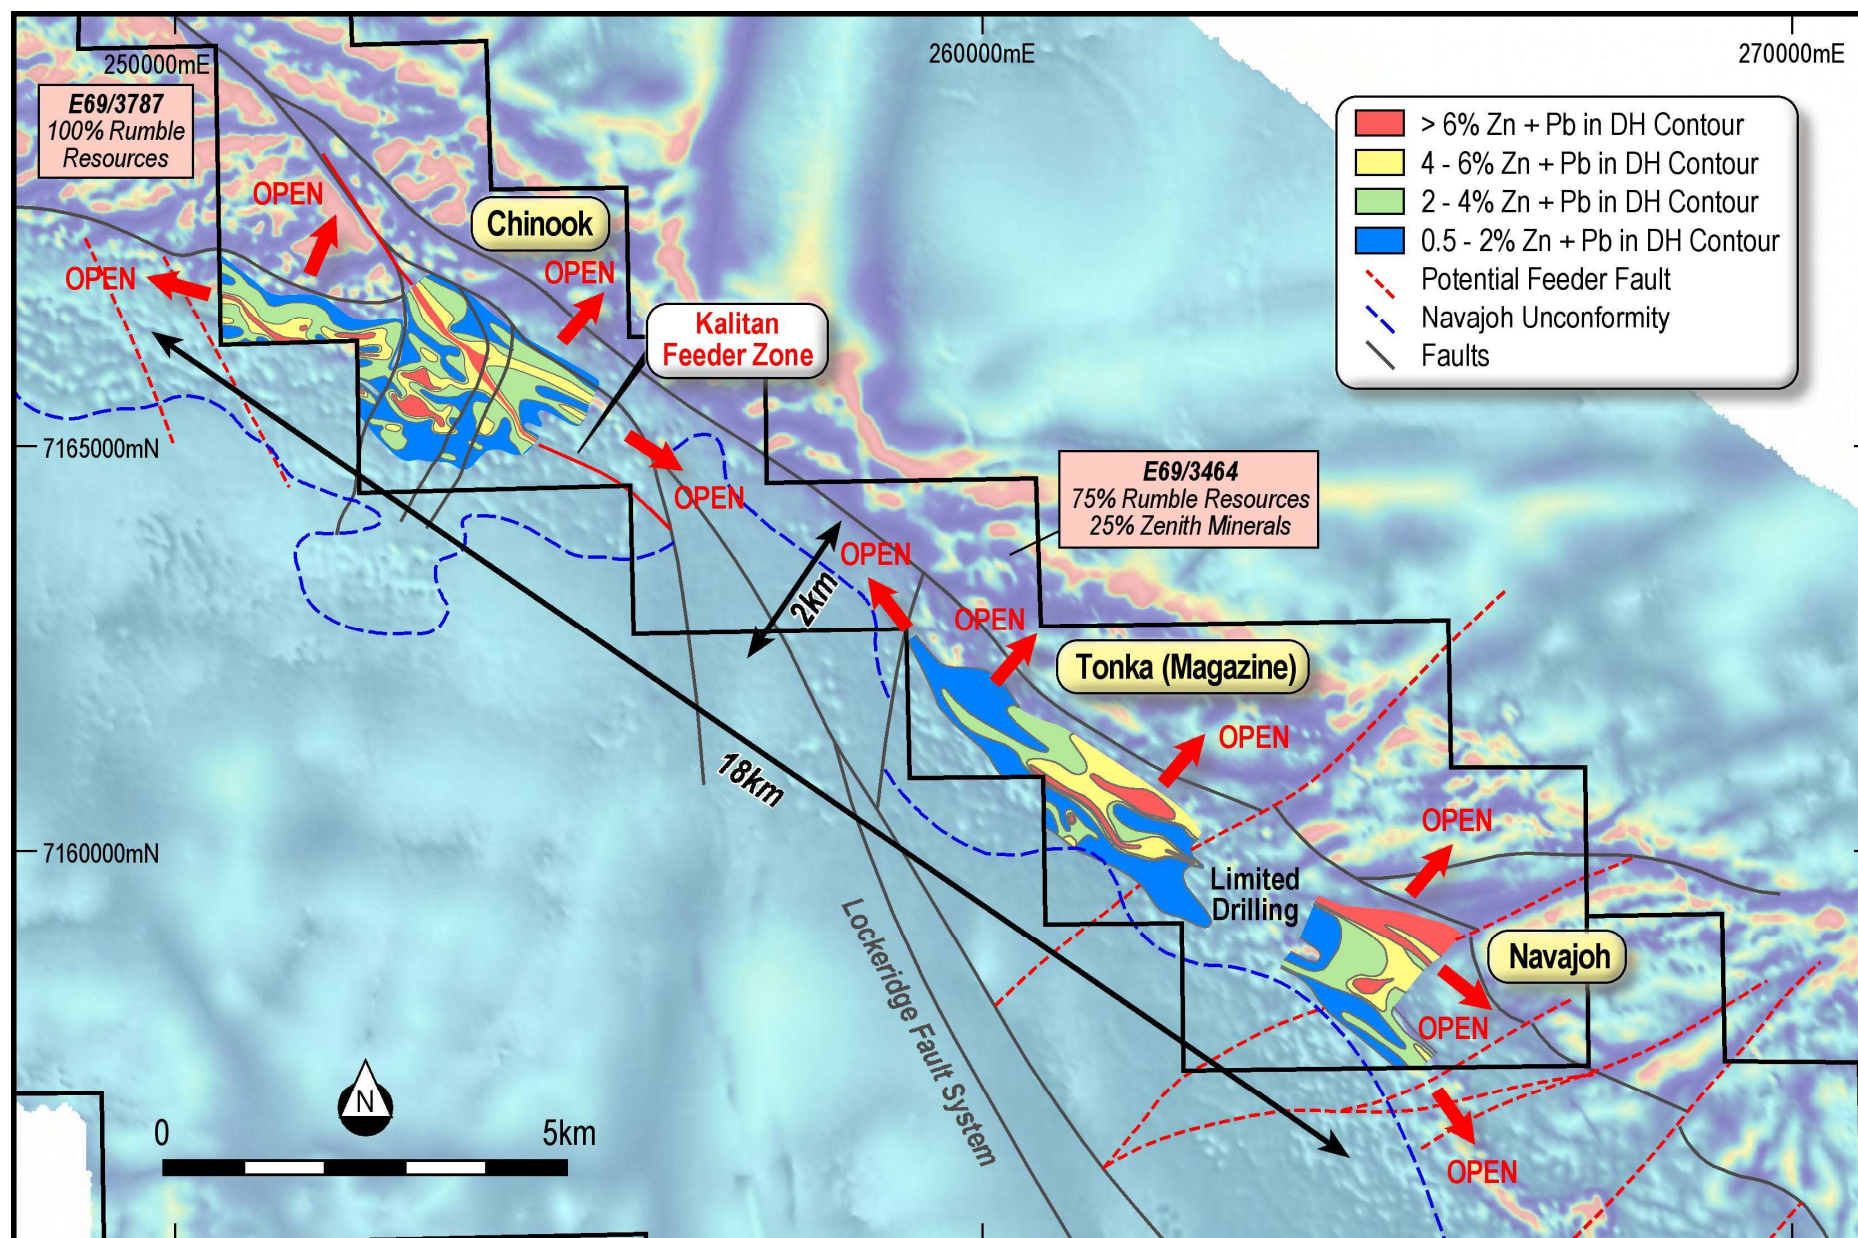 250000mE
260000mE
270000mE
E69/3787
100% Rumble
Resources
> 6% Zn + Pb in DH Contour
4 - 6% Zn + Pb in DH Contour
2 - 4% Zn + Pb in DH Contour
0.5 - 2% Zn + Pb in DH Contour
Potential Feeder Fault
Navajoh Unconformity
Faults
OPEN
Chinook
OPEN
OPEN
Kalitan
Feeder Zone
7165000mN
OPEN
E69/3464
75% Rumble Resources
25% Zenith Minerals
OPEN
2km
OPEN
Tonka (Magazine)
OPEN
18km
OPEN
7160000mN
Limited
Drilling
Lockeridge Fault System
Navajoh
OPEN
N
0
5km
OPEN